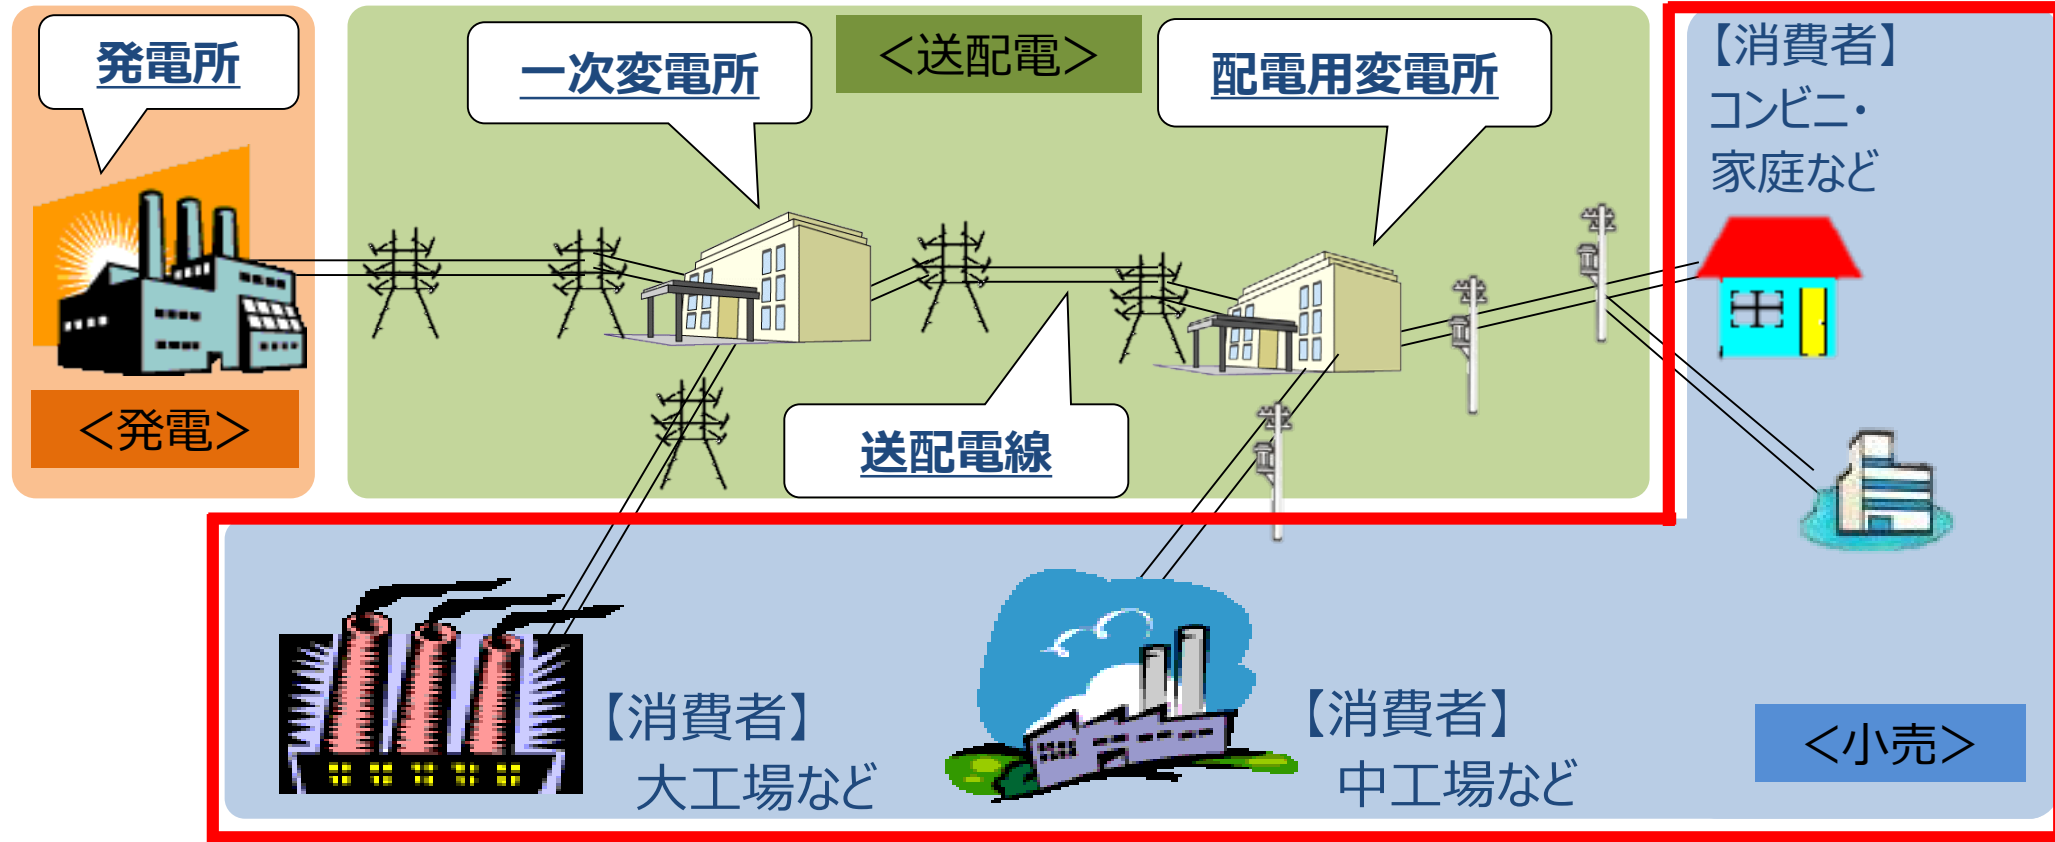 発電所
一次変電所
＜送配電＞
配電用変電所
【消費者】
コンビニ・
家庭など
＜発電＞
送配電線
【消費者】
大工場など
【消費者】
中工場など
＜小売＞